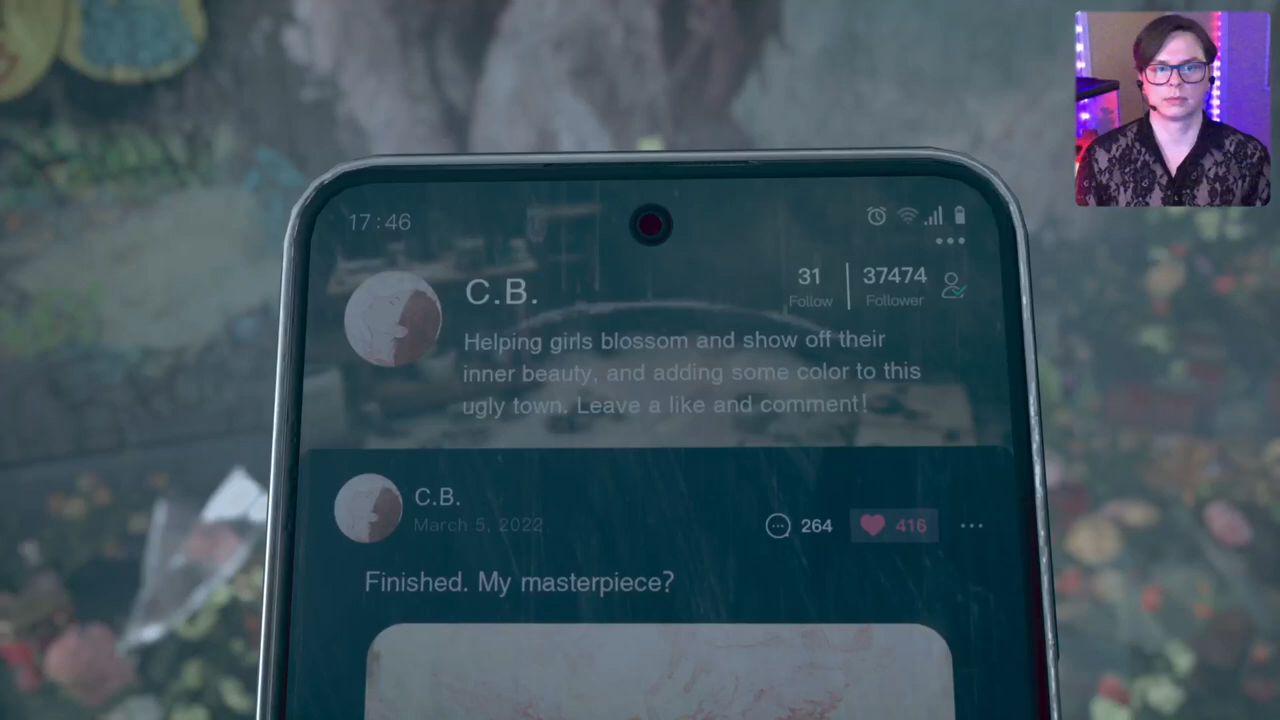 17:46
C.B.
31
Follow
37474
Follower
Helping girls blossom and show off their
inner beauty, and adding some color to this
ugly town. Leave a like and comment!
C.B.
March 5, 2022
264
416
Finished. My masterpiece?